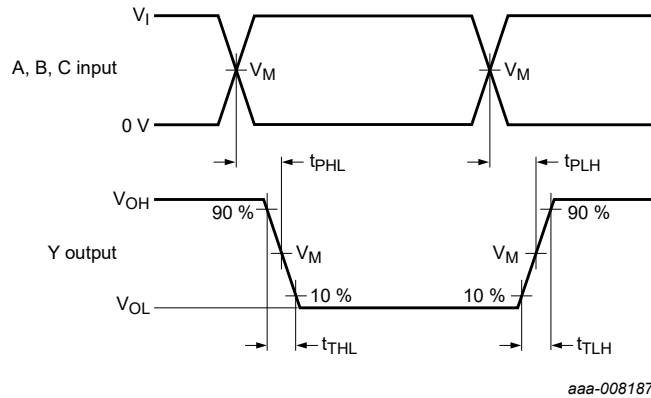 V_I
A, B, C input
V_M
V_M
0 V
t_PHL
t_PLH
V_OH
90 %
90 %
Y output
V_M
V_M
10 %
10 %
V_OL
t_THL
t_TLH
aaa-008187